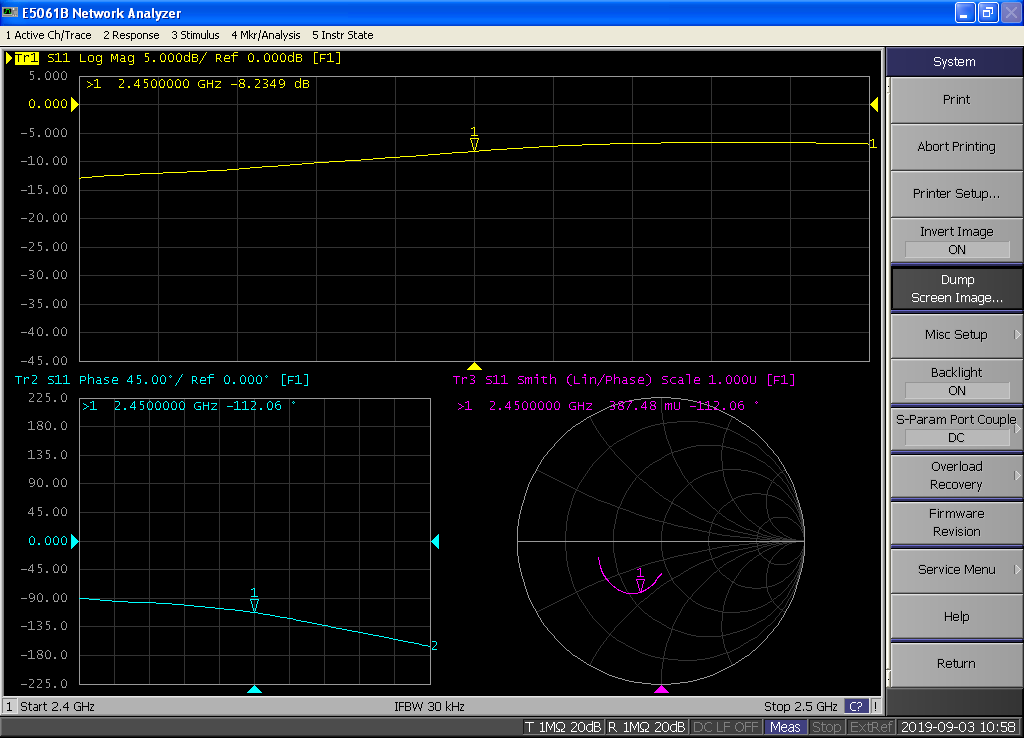 E5061B Network Analyzer
1 Active Ch/Trace 2 Response 3 Stimulus 4 Mkr/Analysis 5 Instr State
Tr1 S11 Log Mag 5.000dB/ Ref 0.000dB [F1]
>1 2.4500000 GHz -8.2349 dB
5.000
0.000
-5.000
-10.00
-15.00
-20.00
-25.00
-30.00
-35.00
-40.00
-45.00
1
1
Tr2 S11 Phase 45.00°/ Ref 0.000° [F1]
>1 2.4500000 GHz -112.06 °
225.0
180.0
135.0
90.00
45.00
0.000
-45.00
-90.00
-135.0
-180.0
-225.0
1
2
Tr3 S11 Smith (Lin/Phase) Scale 1.000U [F1]
>1 2.4500000 GHz 387.48 mU -112.06 °
1
1 Start 2.4 GHz IFBW 30 kHz Stop 2.5 GHz C? !
T 1MΩ 20dB R 1MΩ 20dB DC LF OFF Meas Stop ExtRef 2019-09-03 10:58
System
Print
Abort Printing
Printer Setup...
Invert Image
ON
Dump
Screen Image...
Misc Setup
Backlight
ON
S-Param Port Couple
DC
Overload
Recovery
Firmware
Revision
Service Menu
Help
Return